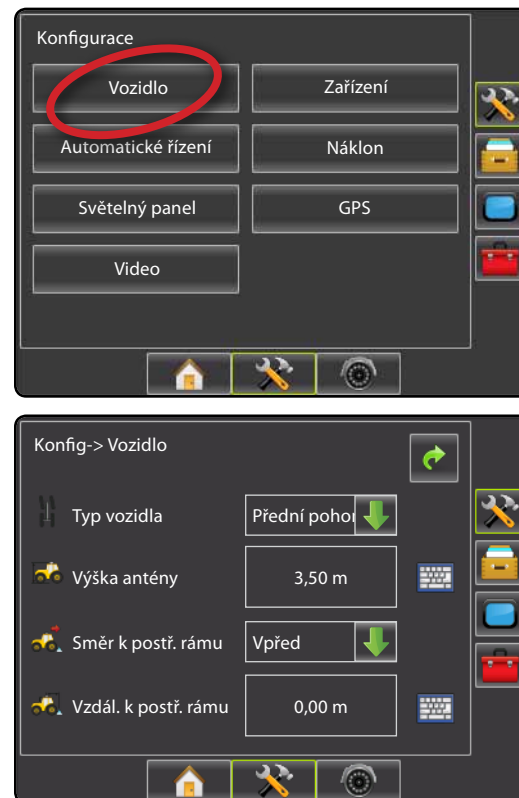 Konfigurace
Vozidlo
Zařízení
Automatické řízení
Náklon
Světelný panel
GPS
Video
Konfig-> Vozidlo
Typ vozidla
Přední pohon
Výška antény
3,50 m
Směr k postř. rámu
Vpřed
Vzdál. k postř. rámu
0,00 m